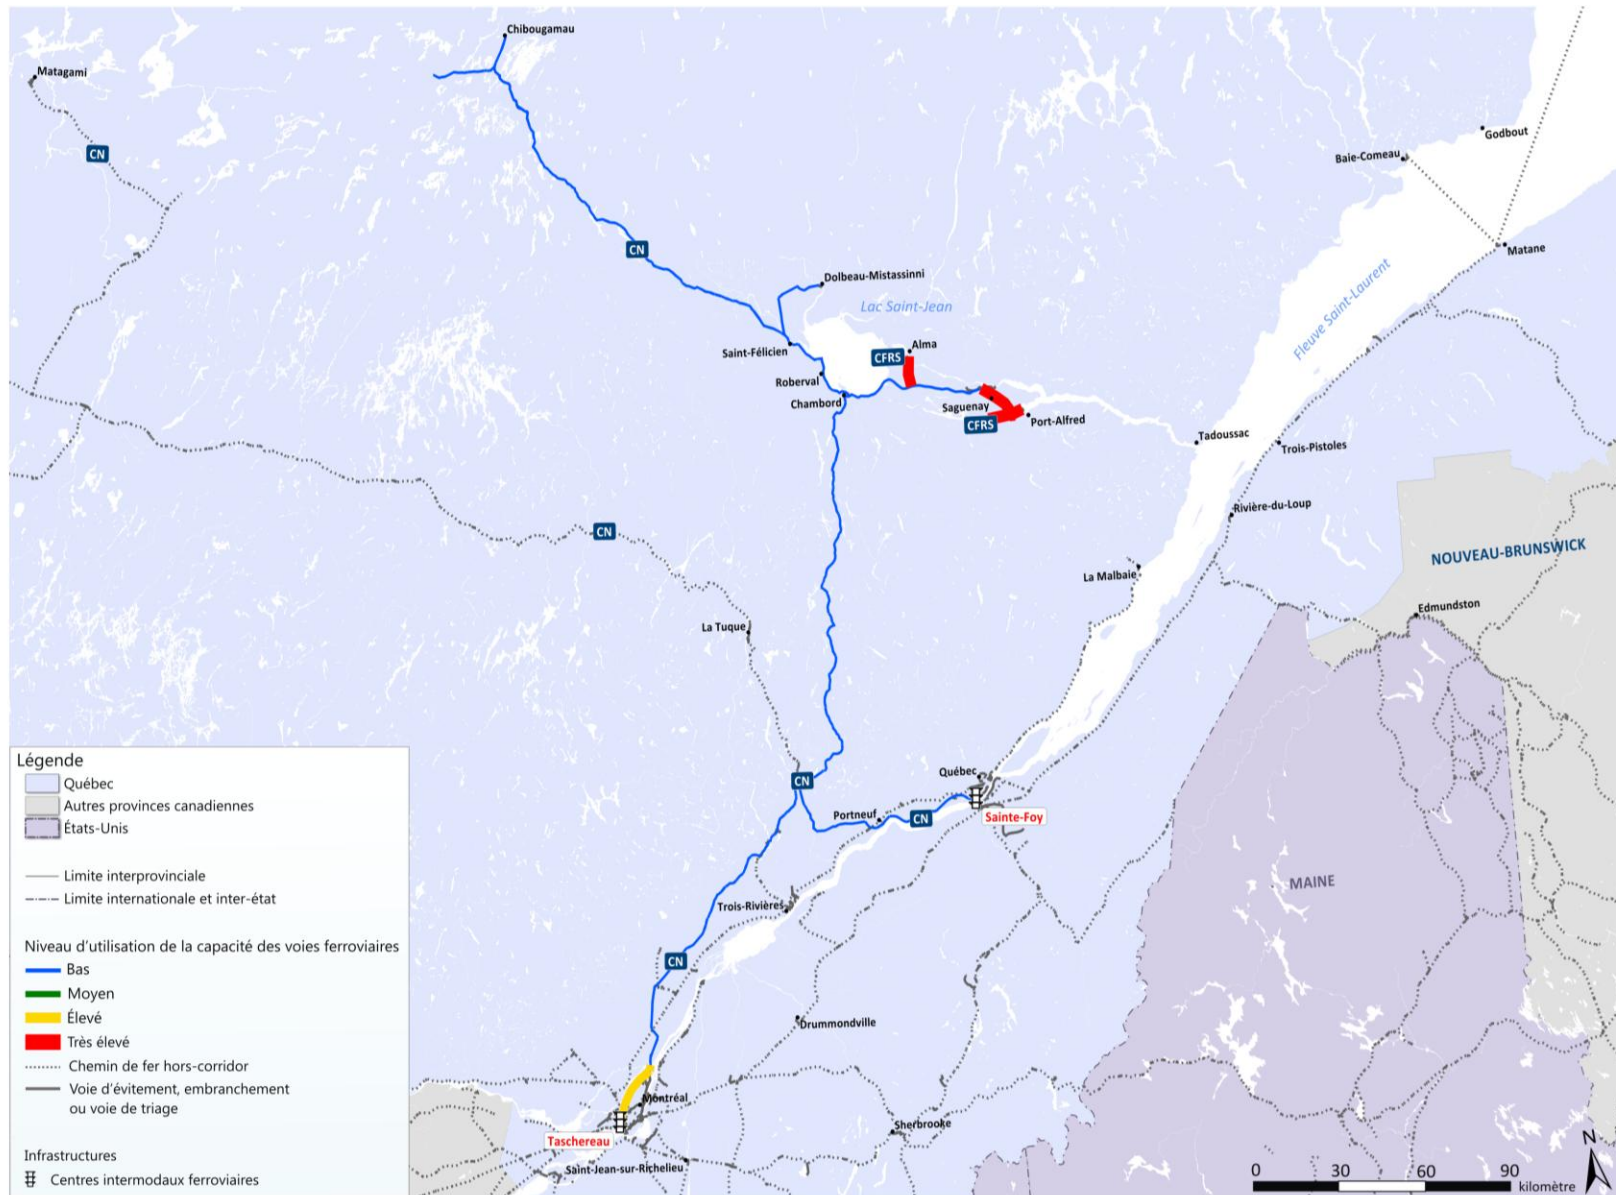 Chibougamau
Matagami
CN
Godbout
Baie-Comeau
CN
Matane
Dolbeau-Mistassinni
Lac Saint-Jean
Fleuve Saint-Laurent
Saint-Félicien
Alma
CFRS
Roberval
Chambord
Saguenay
CFRS
Port-Alfred
Tadoussac
Trois-Pistoles
Rivière-du-Loup
CN
NOUVEAU-BRUNSWICK
La Malbaie
Edmundston
La Tuque
Québec
CN
Portneuf
CN
Sainte-Foy
MAINE
Trois-Rivières
CN
Drummondville
Montréal
Sherbrooke
Taschereau
Saint-Jean-sur-Richelieu
Légende
Québec
Autres provinces canadiennes
États-Unis
Limite interprovinciale
Limite internationale et inter-état
Niveau d'utilisation de la capacité des voies ferroviaires
Bas
Moyen
Élevé
Très élevé
Chemin de fer hors-corridor
Voie d'évitement, embranchement
ou voie de triage
Infrastructures
Centres intermodaux ferroviaires
N
0 30 60 90
kilomètre